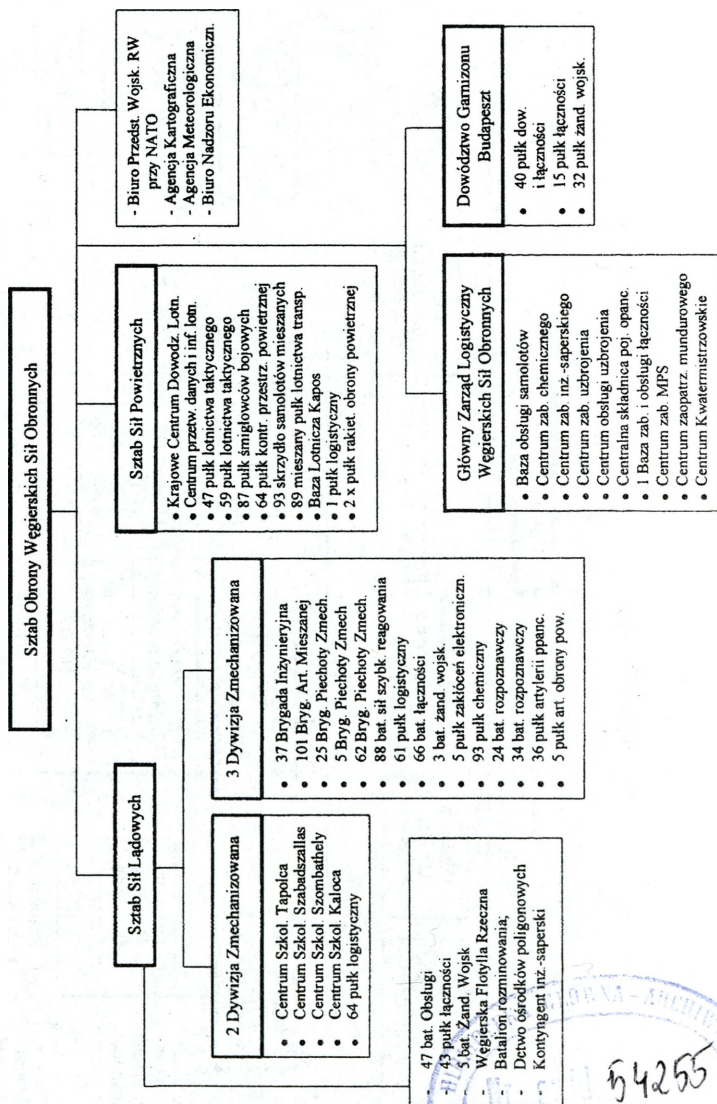 Sztab Obrony Węgierskich Sił Obronnych
Sztab Sił Lądowych
2 Dywizja Zmechanizowana
• Centrum Szkol. Tapolca
• Centrum Szkol. Szabadszallas
• Centrum Szkol. Szombathely
• Centrum Szkol. Kaloca
• 64 pułk logistyczny
3 Dywizja Zmechanizowana
• 37 Brygada Inżynieryjna
• 101 Bryg. Art. Mieszanej
• 25 Bryg. Piechoty Zmech.
• 5 Bryg. Piechoty Zmech
• 62 Bryg. Piechoty Zmech.
• 88 bat. sił szybk. reagowania
• 61 pułk logistyczny
• 66 bat. łączności
• 3 bat. żand. wojsk.
• 5 pułk zakłóceń elektroniczn.
• 93 pułk chemiczny
• 24 bat. rozpoznawczy
• 34 bat. rozpoznawczy
• 36 pułk artylerii ppanc.
• 5 pułk art. obrony pow.
- 47 bat. Obsługi
- 43 pułk łączności
- 5 bat. Żand. Wojsk
- Węgierska Flotylla Rzeczna
- Batalion rozminowania;
- Dctwo ośrodków poligonowych
- Kontyngent inż.-saperski
Sztab Sił Powietrznych
• Krajowe Centrum Dowodz. Lotn.
• Centrum przetw. danych i inf. lotn.
• 47 pułk lotnictwa taktycznego
• 59 pułk lotnictwa taktycznego
• 87 pułk śmigłowców bojowych
• 64 pułk kontr. przestrz. powietrznej
• 93 skrzydło samolotów mieszanych
• 89 mieszany pułk lotnictwa transp.
• Baza Lotnicza Kapos
• 1 pułk logistyczny
• 2 x pułk rakiet. obrony powietrznej
- Biuro Przedst. Wojsk. RW
przy NATO
- Agencja Kartograficzna
- Agencja Meteorologiczna
- Biuro Nadzoru Ekonomiczn.
Główny Zarząd Logistyczny
Węgierskich Sił Obronnych
• Baza obsługi samolotów
• Centrum zab. chemicznego
• Centrum zab. inż.-saperskiego
• Centrum zab. uzbrojenia
• Centrum obsługi uzbrojenia
• Centralna składnica poj. opanc.
• 1 Baza zab. i obsługi łączności
• Centrum zab. MPS
• Centrum zaopatrz. mundurowego
• Centrum Kwatermistrzowskie
Dowództwo Garnizonu
Budapeszt
• 40 pułk dow.
i łączności
• 15 pułk łączności
• 32 pułk żand. wojsk.
54255